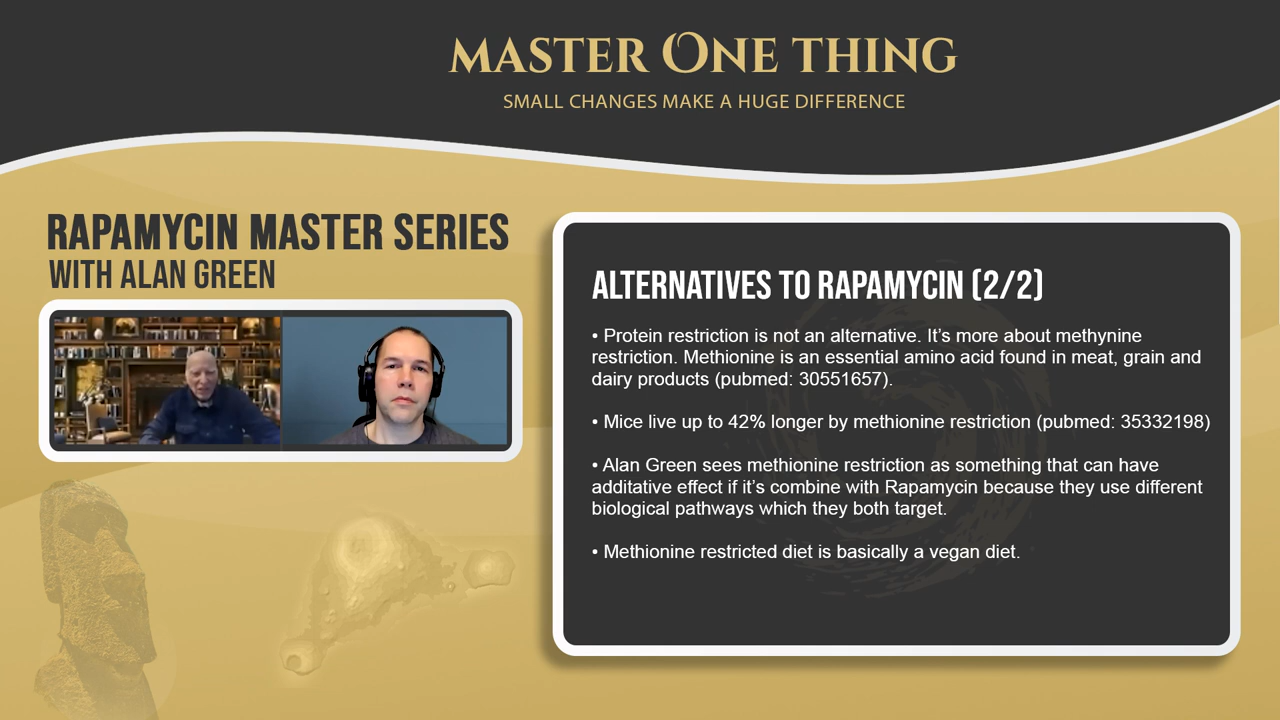 MASTER ONE THING
SMALL CHANGES MAKE A HUGE DIFFERENCE
RAPAMYCIN MASTER SERIES
WITH ALAN GREEN
ALTERNATIVES TO RAPAMYCIN (2/2)
• Protein restriction is not an alternative. It's more about methynine
restriction. Methionine is an essential amino acid found in meat, grain and
dairy products (pubmed: 30551657).
• Mice live up to 42% longer by methionine restriction (pubmed: 35332198)
• Alan Green sees methionine restriction as something that can have
additative effect if it's combine with Rapamycin because they use different
biological pathways which they both target.
• Methionine restricted diet is basically a vegan diet.